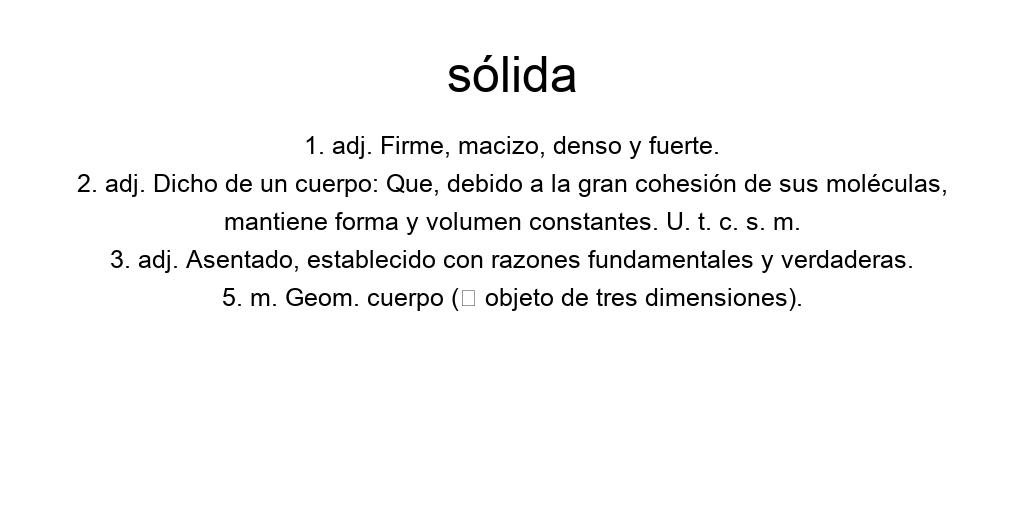 sólida
1. adj. Firme, macizo, denso y fuerte.
2. adj. Dicho de un cuerpo: Que, debido a la gran cohesión de sus moléculas,
mantiene forma y volumen constantes. U. t. c. s. m.
3. adj. Asentado, establecido con razones fundamentales y verdaderas.
5. m. Geom. cuerpo (□ objeto de tres dimensiones).